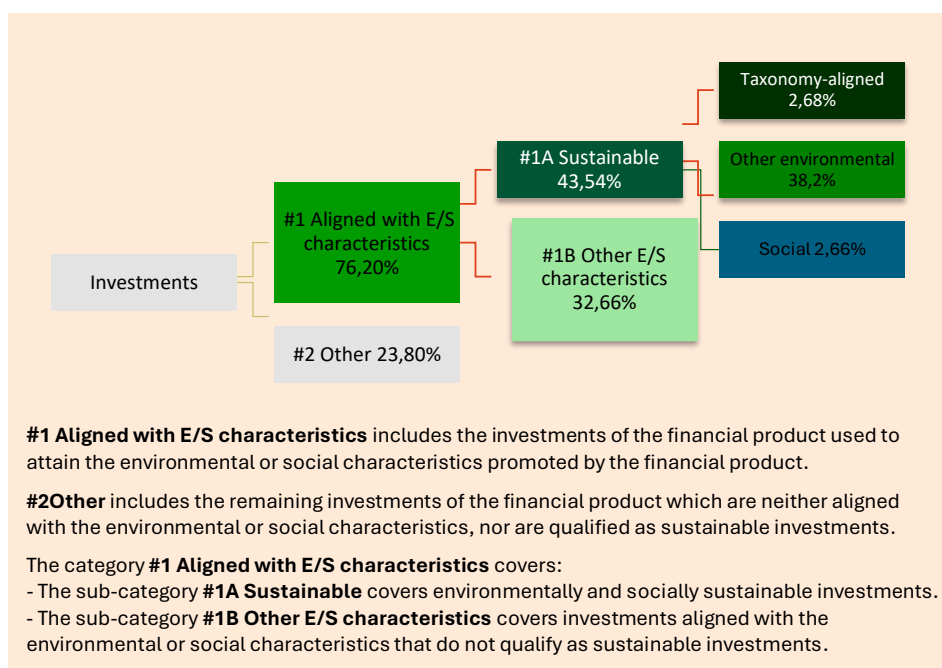 Investments
#1 Aligned with E/S
characteristics
76,20%
#2 Other 23,80%
#1A Sustainable
43,54%
#1B Other E/S
characteristics
32,66%
Taxonomy-aligned
2,68%
Other environmental
38,2%
Social 2,66%
#1 Aligned with E/S characteristics includes the investments of the financial product used to
attain the environmental or social characteristics promoted by the financial product.
#2Other includes the remaining investments of the financial product which are neither aligned
with the environmental or social characteristics, nor are qualified as sustainable investments.
The category #1 Aligned with E/S characteristics covers:
- The sub-category #1A Sustainable covers environmentally and socially sustainable investments.
- The sub-category #1B Other E/S characteristics covers investments aligned with the
environmental or social characteristics that do not qualify as sustainable investments.